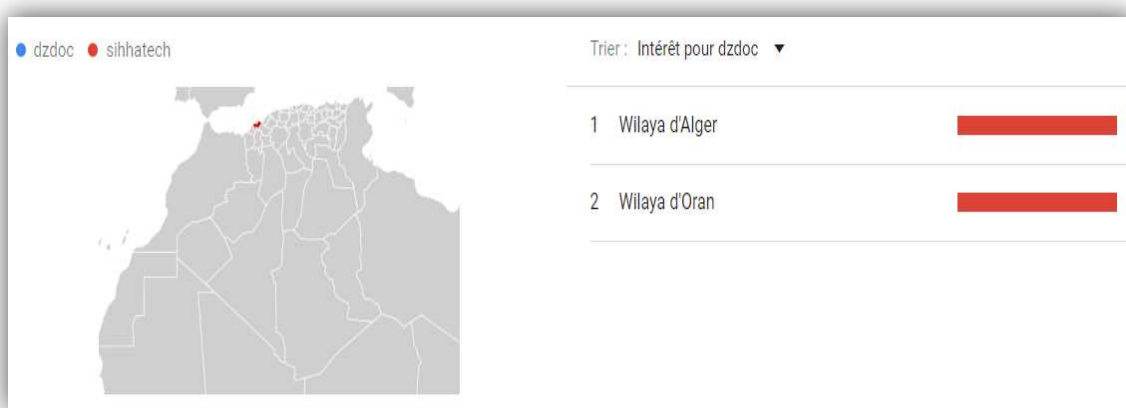 dzdoc sihhatech
Trier : Intérêt pour dzdoc
1 Wilaya d'Alger
2 Wilaya d'Oran